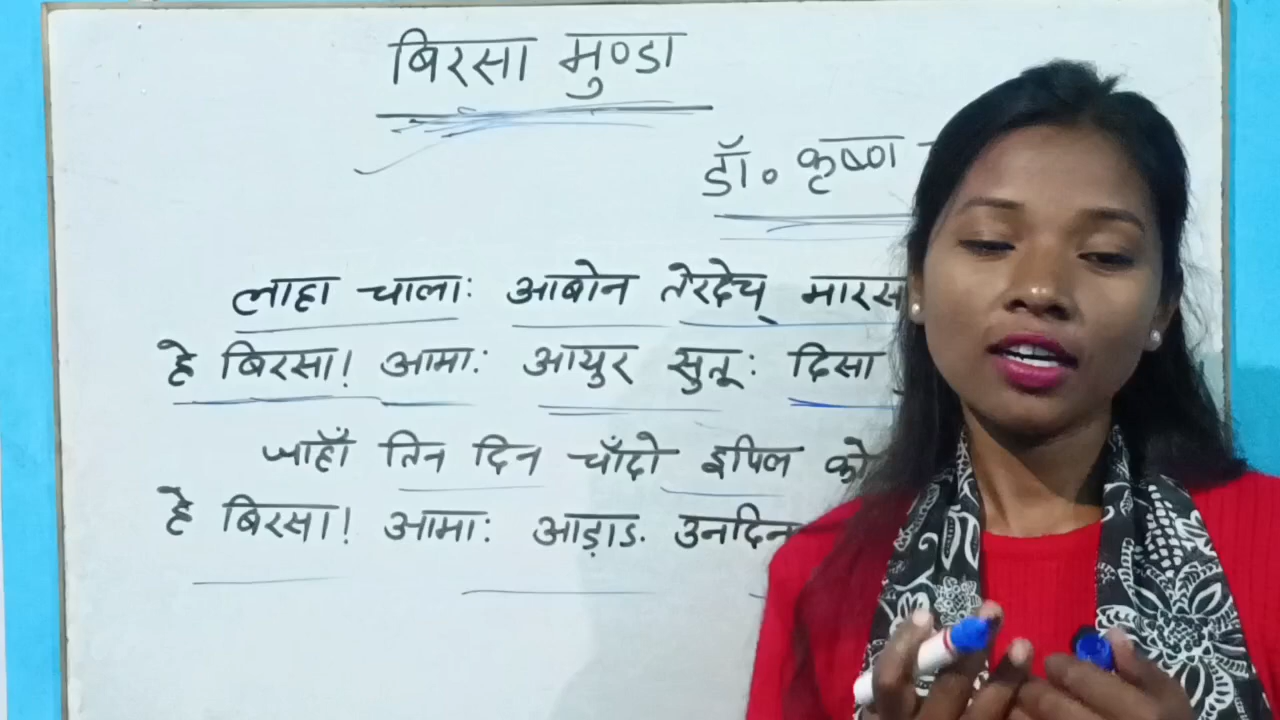 बिरसा मुण्डा
डॉ॰ कृष्ण
लाहा चालाः आबोन तेरदेच् मारस
हे बिरसा! आमाः आयुर सुतूः दिसा
जाहाँ तिन दिन चाँदो इपिल को
हे बिरसा! आमाः आड़ाङ उनदिन